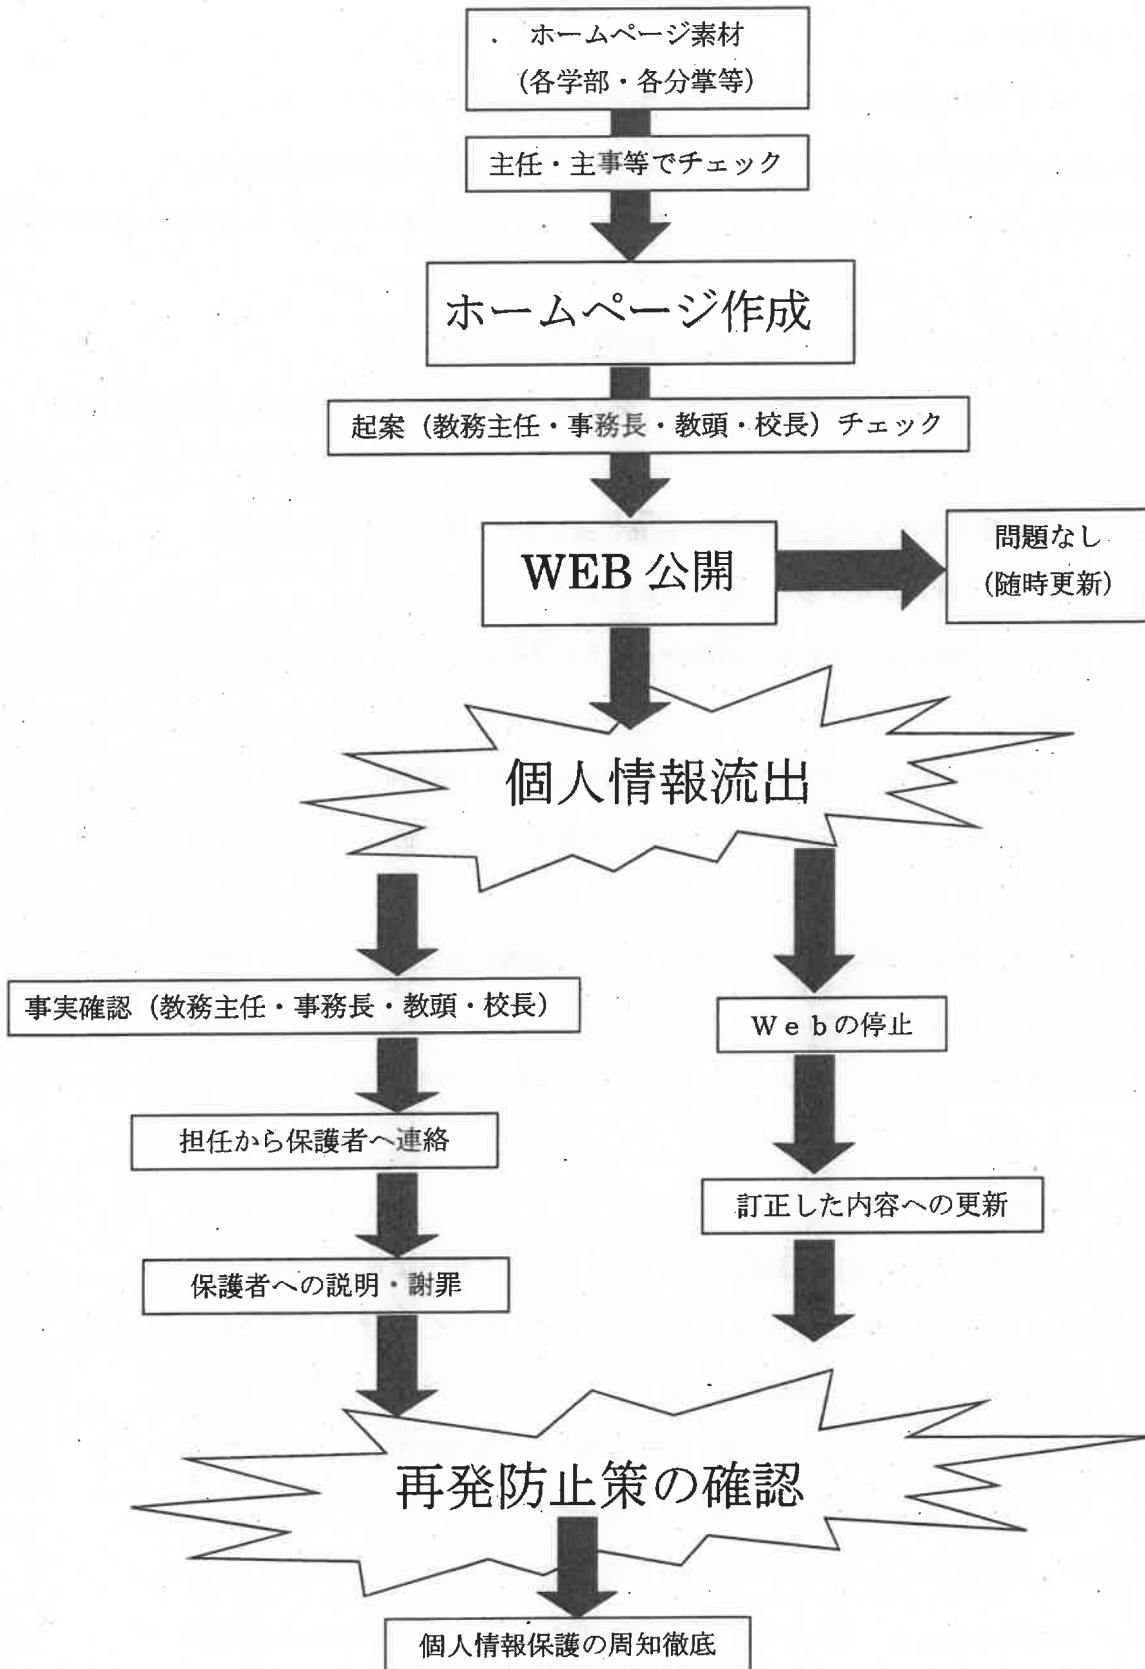 ホームページ素材
（各学部・各分掌等）
主任・主事等でチェック
ホームページ作成
起案（教務主任・事務長・教頭・校長）チェック
WEB 公開
問題なし
（随時更新）
個人情報流出
事実確認（教務主任・事務長・教頭・校長）
Ｗｅｂの停止
担任から保護者へ連絡
訂正した内容への更新
保護者への説明・謝罪
再発防止策の確認
個人情報保護の周知徹底